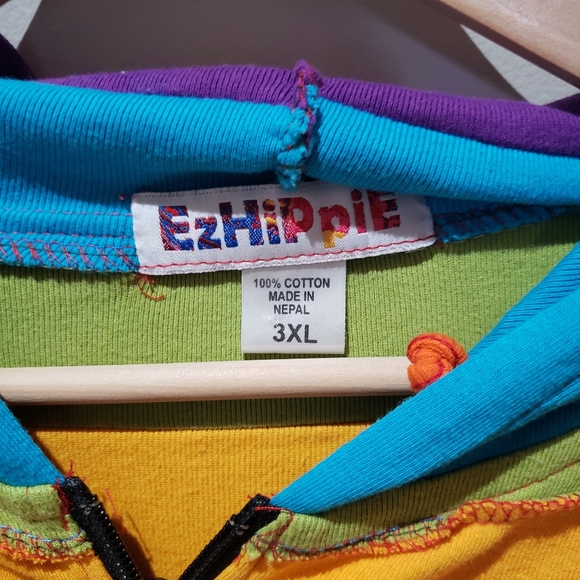 EzHiPpiE
100% COTTON
MADE IN
NEPAL
3XL